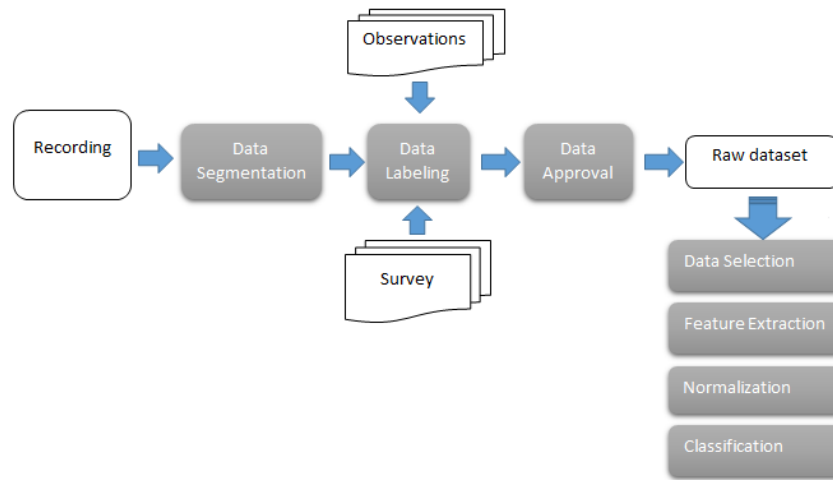 Observations
Recording
Data
Segmentation
Data
Labeling
Data
Approval
Raw dataset
Survey
Data Selection
Feature Extraction
Normalization
Classification